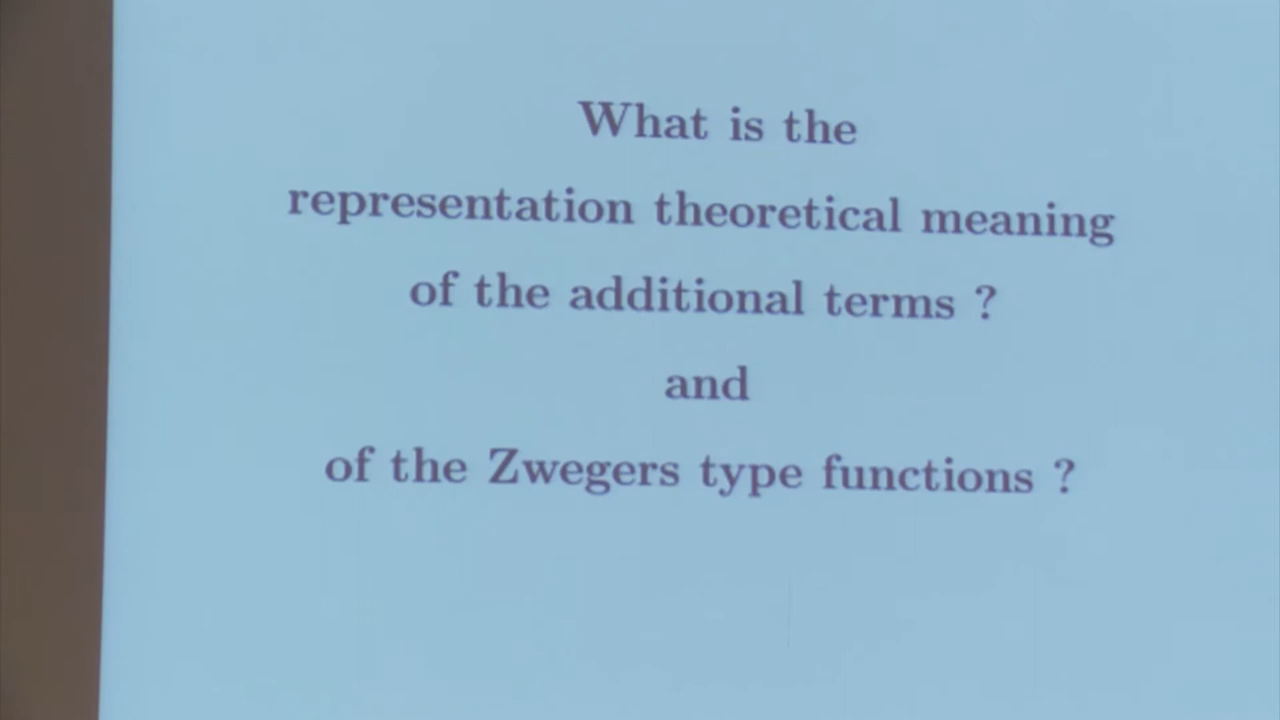 What is the
representation theoretical meaning
of the additional terms ?
and
of the Zwegers type functions ?